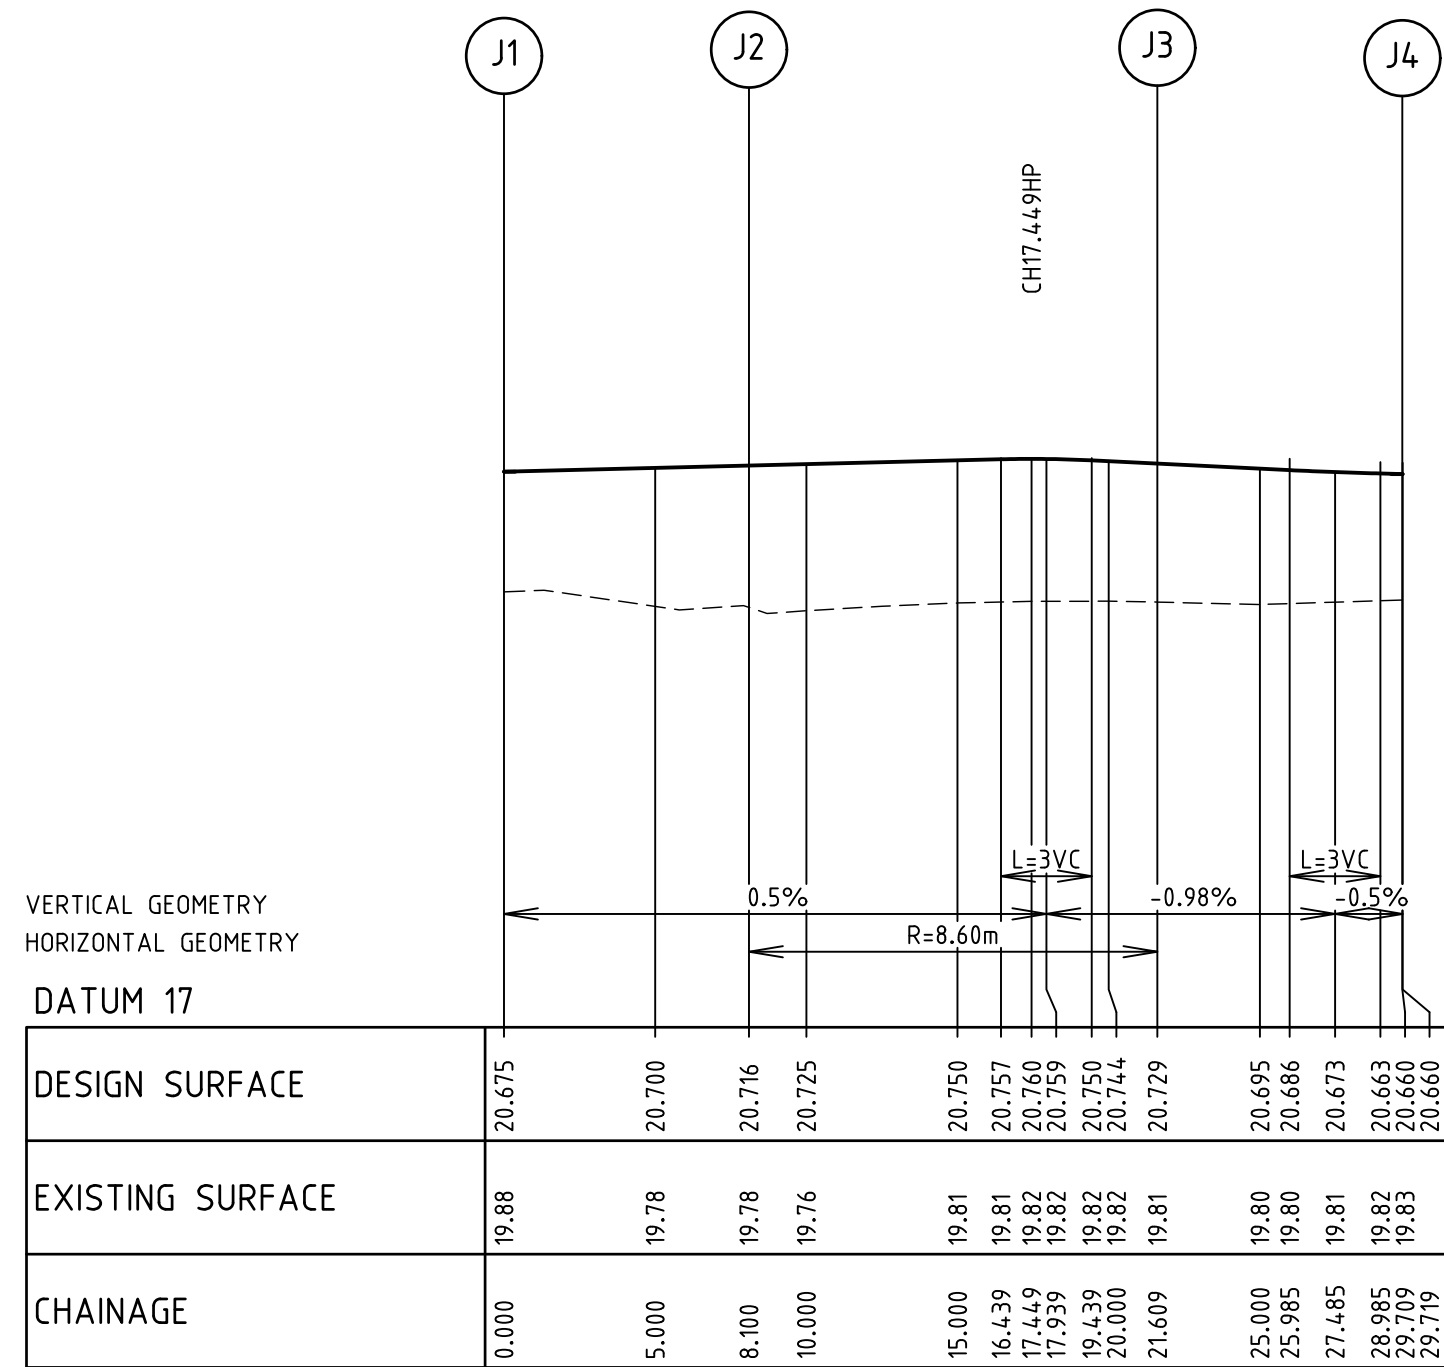 J1 J2 J3 J4
CH17.449HP
L=3VC L=3VC
VERTICAL GEOMETRY 0.5% -0.98% -0.5%
HORIZONTAL GEOMETRY R=8.60m
DATUM 17
DESIGN SURFACE 20.675 20.700 20.716 20.725 20.750 20.757 20.760 20.759 20.750 20.744 20.729 20.695 20.686 20.673 20.663 20.660 20.660
EXISTING SURFACE 19.88 19.78 19.78 19.76 19.81 19.81 19.82 19.82 19.82 19.82 19.81 19.80 19.80 19.81 19.82 19.83
CHAINAGE 0.000 5.000 8.100 10.000 15.000 16.439 17.449 17.939 19.439 20.000 21.609 25.000 25.985 27.485 28.985 29.709 29.719